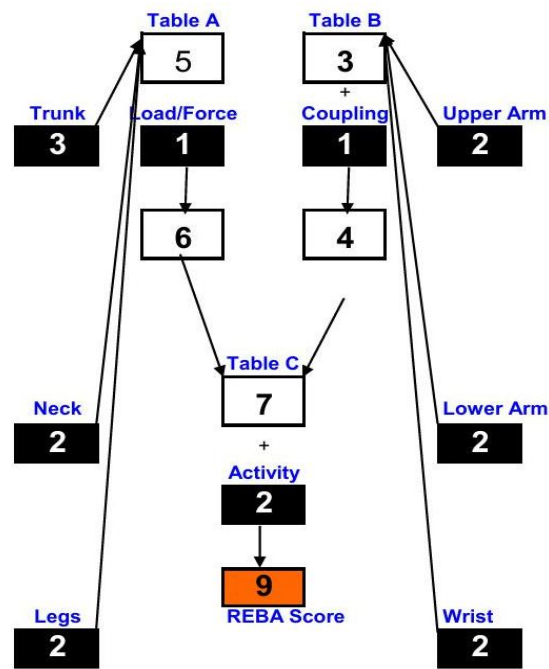 Table A Table B
5 3
+
Trunk Load/Force Coupling Upper Arm
3 1 1 2
6 4
Table C
7
Neck Lower Arm
2 + 2
Activity
2
9
Legs REBA Score Wrist
2 2